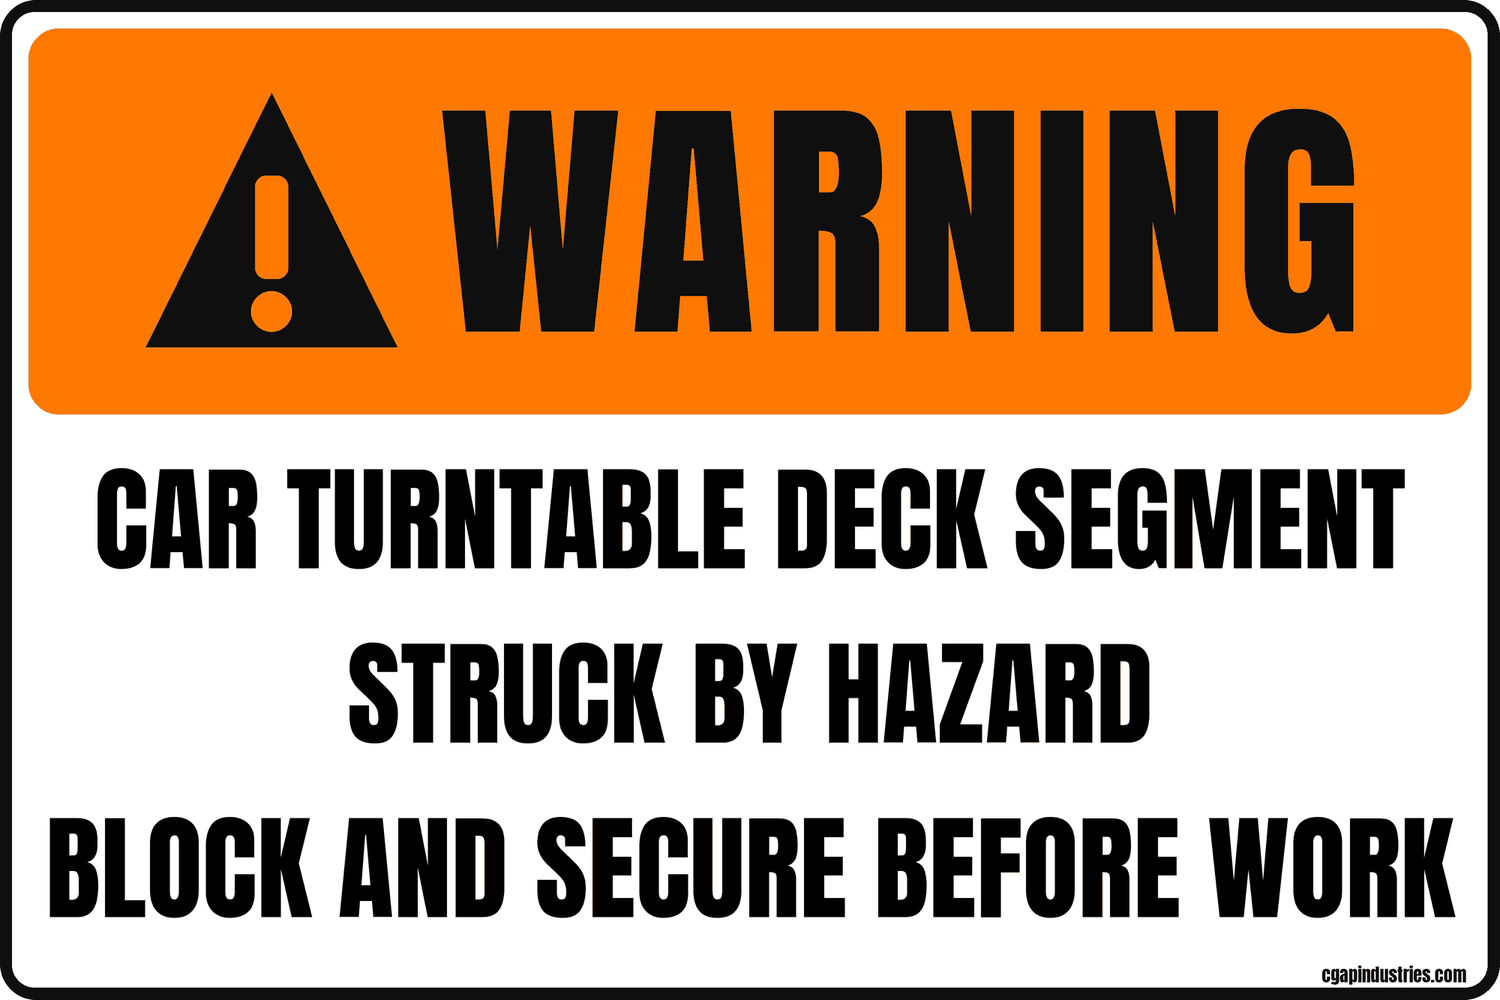 WARNING
CAR TURNTABLE DECK SEGMENT
STRUCK BY HAZARD
BLOCK AND SECURE BEFORE WORK
cgapindustries.com